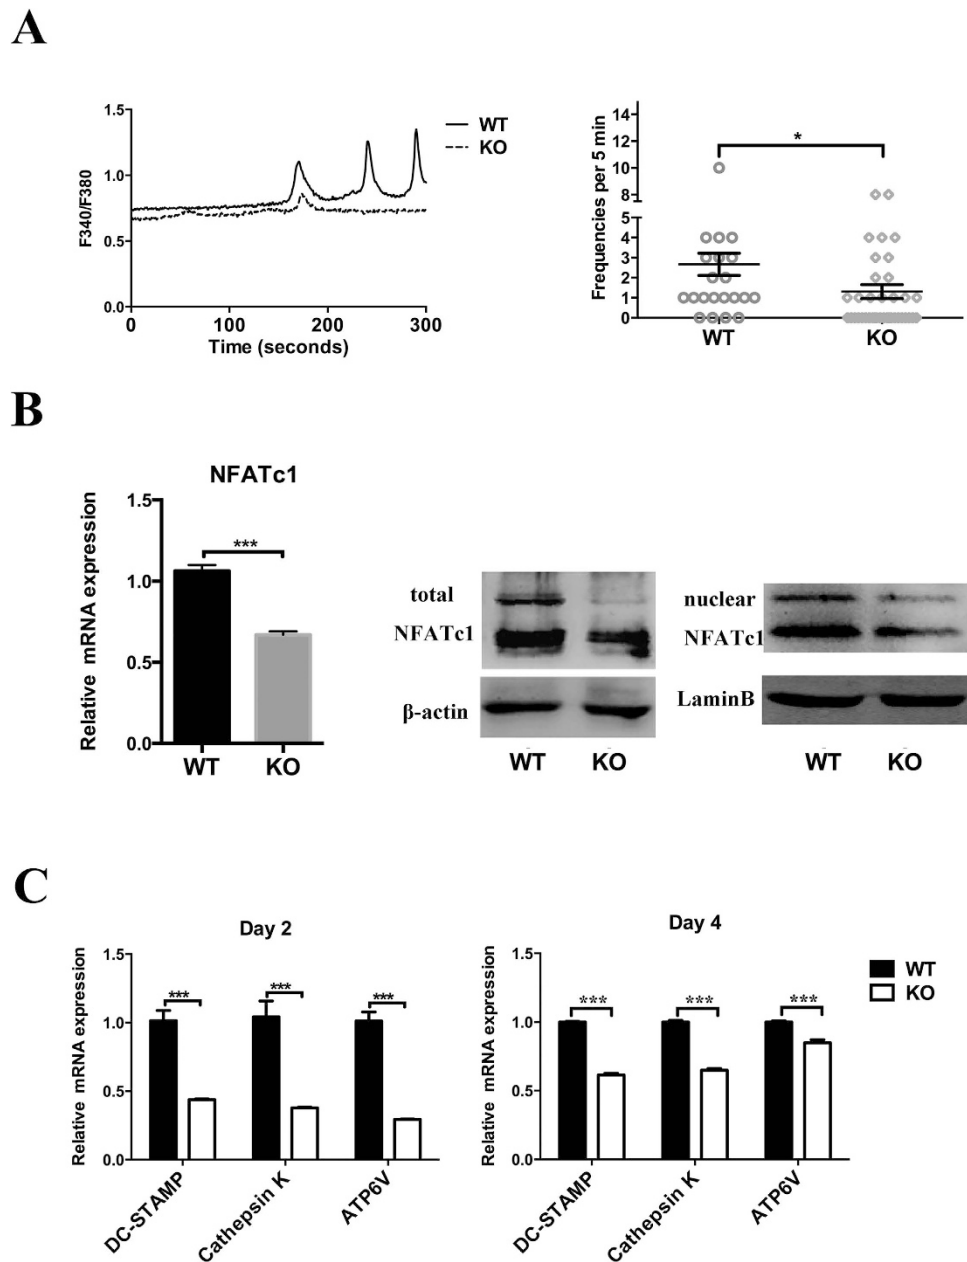 A
1.5
1.0
0.5
0.0
F340/F380
0
100
200
300
Time (seconds)
WT
KO
14
12
10
8
6
5
4
3
2
1
0
Frequencies per 5 min
*
WT
KO
B
NFATc1
1.5
1.0
0.5
0.0
Relative mRNA expression
***
WT
KO
total
NFATc1
β-actin
WT
KO
nuclear
NFATc1
LaminB
WT
KO
C
Day 2
1.5
1.0
0.5
0.0
Relative mRNA expression
***
***
***
DC-STAMP
Cathepsin K
ATP6V
Day 4
1.5
1.0
0.5
0.0
Relative mRNA expression
***
***
***
DC-STAMP
Cathepsin K
ATP6V
WT
KO